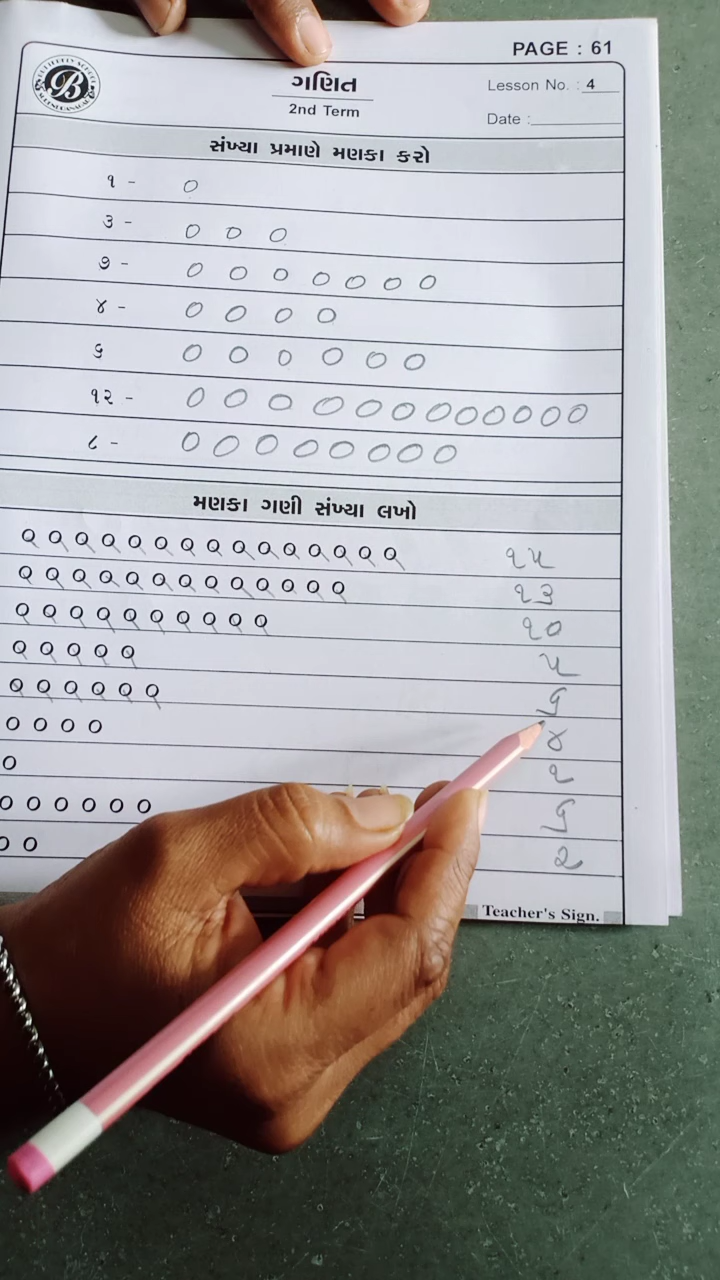 PAGE : 61
ગણિત
Lesson No. : 4
2nd Term
Date :
સંખ્યા પ્રમાણે મણકા કરો
૧ -
૩ -
૭ -
૪ -
૬
૧૨ -
૮ -
મણકા ગણી સંખ્યા લખો
૧૫
૧૩
૧૦
૫
૬
૪
૧
૬
૨
Teacher's Sign.